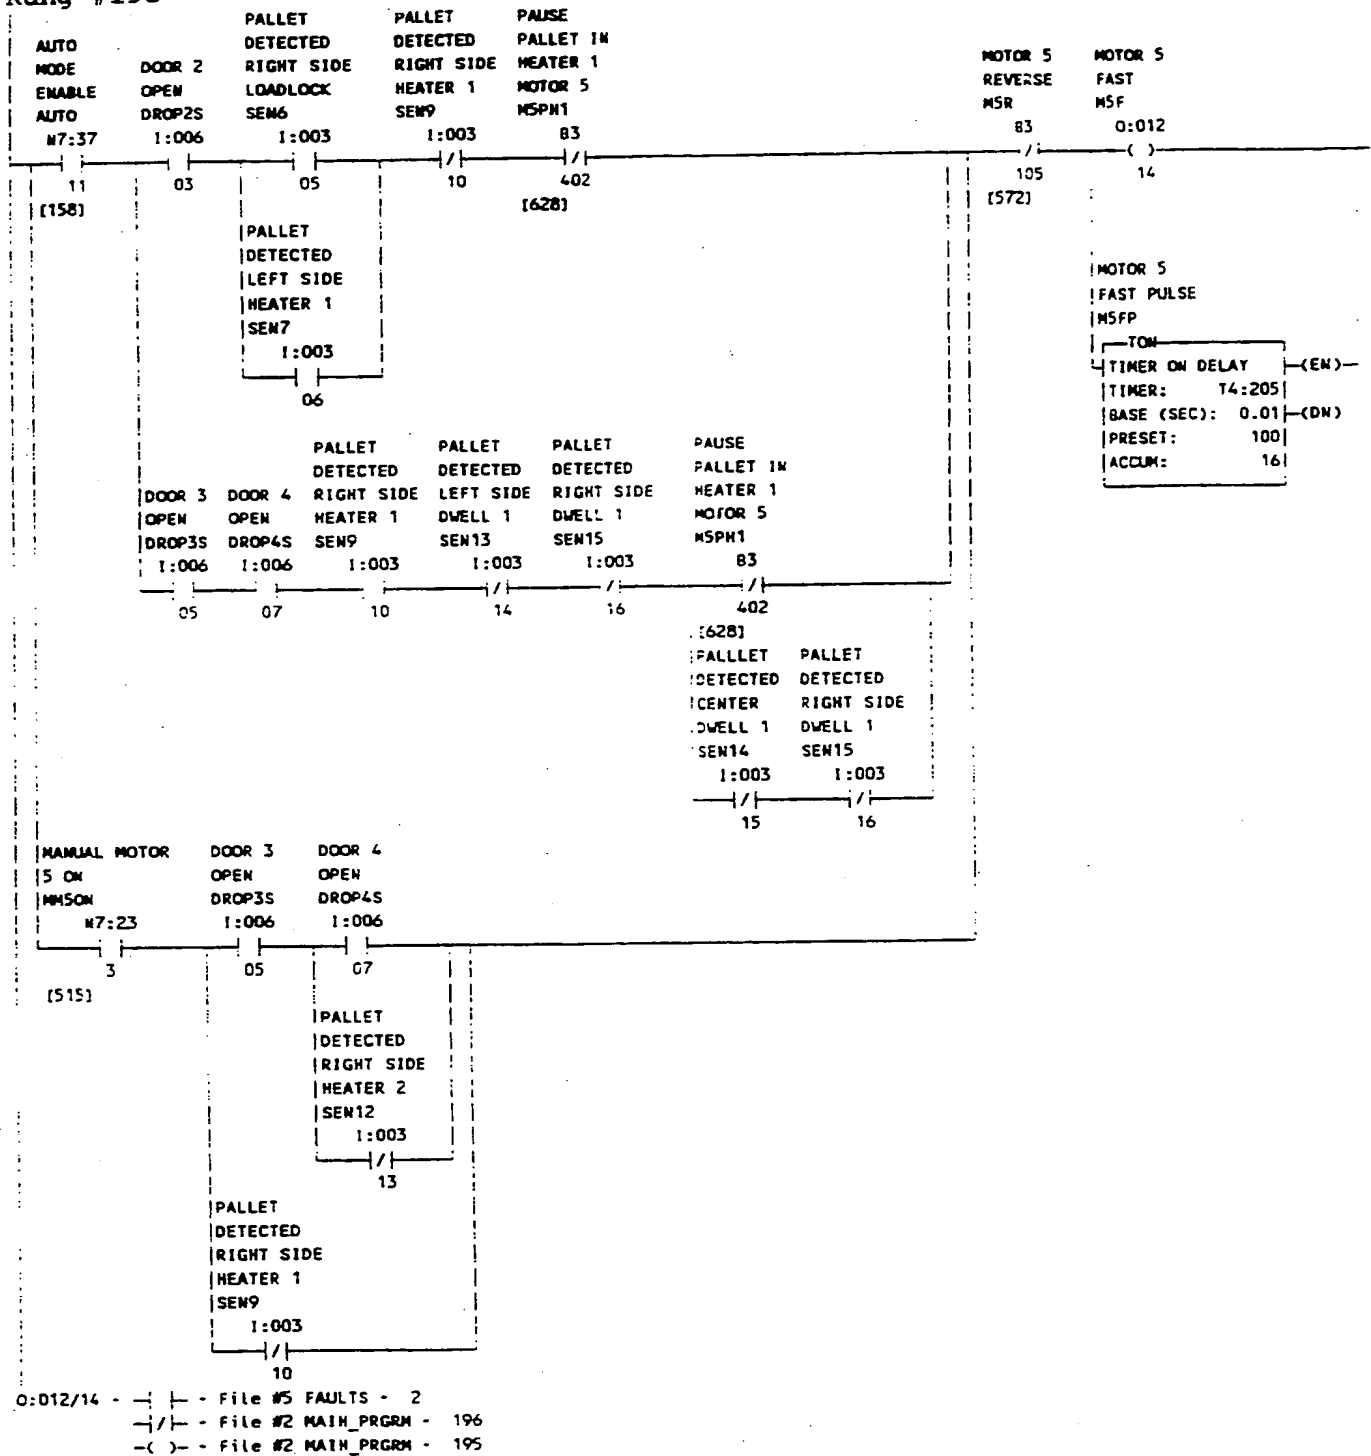 Rung #195
PALLET PALLET PAUSE
AUTO DETECTED DETECTED PALLET IN
MODE DOOR 2 RIGHT SIDE RIGHT SIDE HEATER 1 MOTOR 5 MOTOR 5
ENABLE OPEN LOADLOCK HEATER 1 MOTOR 5 REVERSE FAST
AUTO DROP2S SEN6 SEN9 M5PH1 M5R M5F
N7:37 I:006 I:003 I:003 B3 B3 O:012
11 03 05 10 402 105 14
[158] [628] [572]
PALLET
DETECTED
LEFT SIDE
HEATER 1
SEN7
I:003
06
MOTOR 5
FAST PULSE
M5FP
TON
TIMER ON DELAY (EN)
TIMER: T4:205
BASE (SEC): 0.01 (DN)
PRESET: 100
ACCUM: 16
PALLET PALLET PALLET PAUSE
DETECTED DETECTED DETECTED PALLET IN
DOOR 3 DOOR 4 RIGHT SIDE LEFT SIDE RIGHT SIDE HEATER 1
OPEN OPEN HEATER 1 DWELL 1 DWELL 1 MOTOR 5
DROP3S DROP4S SEN9 SEN13 SEN15 M5PH1
I:006 I:006 I:003 I:003 I:003 B3
05 07 10 14 16 402
[628]
PALLLET PALLET
DETECTED DETECTED
CENTER RIGHT SIDE
DWELL 1 DWELL 1
SEN14 SEN15
I:003 I:003
15 16
MANUAL MOTOR DOOR 3 DOOR 4
5 ON OPEN OPEN
MM5ON DROP3S DROP4S
N7:23 I:006 I:006
3 05 07
[515]
PALLET
DETECTED
RIGHT SIDE
HEATER 2
SEN12
I:003
13
PALLET
DETECTED
RIGHT SIDE
HEATER 1
SEN9
I:003
10
O:012/14 - -| |- - File #5 FAULTS - 2
-|/|- - File #2 MAIN_PRGRM - 196
-( )- - File #2 MAIN_PRGRM - 195